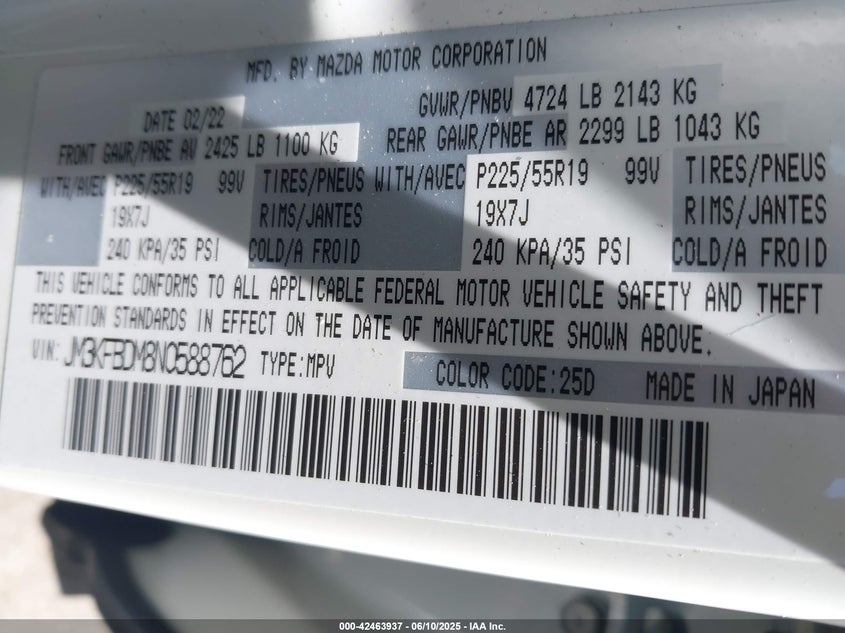 MFD. BY MAZDA MOTOR CORPORATION
DATE 02/22 GVWR/PNBV 4724 LB 2143 KG
FRONT GAWR/PNBE AV 2425 LB 1100 KG REAR GAWR/PNBE AR 2299 LB 1043 KG
WITH/AVEC P225/55R19 99V TIRES/PNEUS WITH/AVEC P225/55R19 99V TIRES/PNEUS
19X7J RIMS/JANTES 19X7J RIMS/JANTES
240 KPA/35 PSI COLD/A FROID 240 KPA/35 PSI COLD/A FROID
THIS VEHICLE CONFORMS TO ALL APPLICABLE FEDERAL MOTOR VEHICLE SAFETY AND THEFT
PREVENTION STANDARDS IN EFFECT ON THE DATE OF MANUFACTURE SHOWN ABOVE.
VIN: JM3KFBDM8N0588762 TYPE:MPV COLOR CODE:25D MADE IN JAPAN
000-42463937 - 06/10/2025 - IAA Inc.